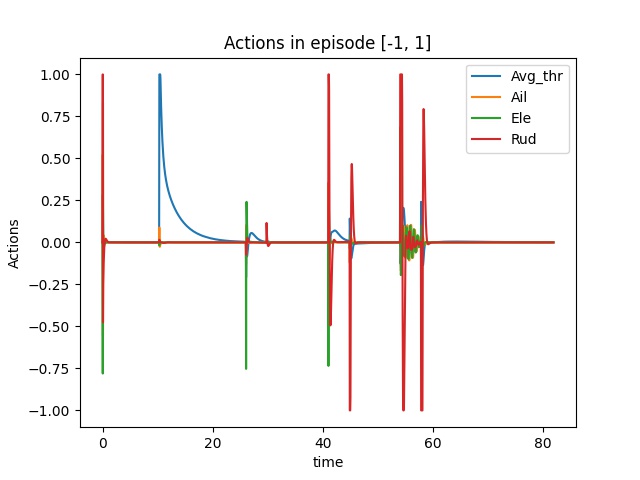 Actions in episode [-1, 1]
Avg_thr
Ail
Ele
Rud
1.00
0.75
0.50
0.25
0.00
−0.25
−0.50
−0.75
−1.00
Actions
0 20 40 60 80
time